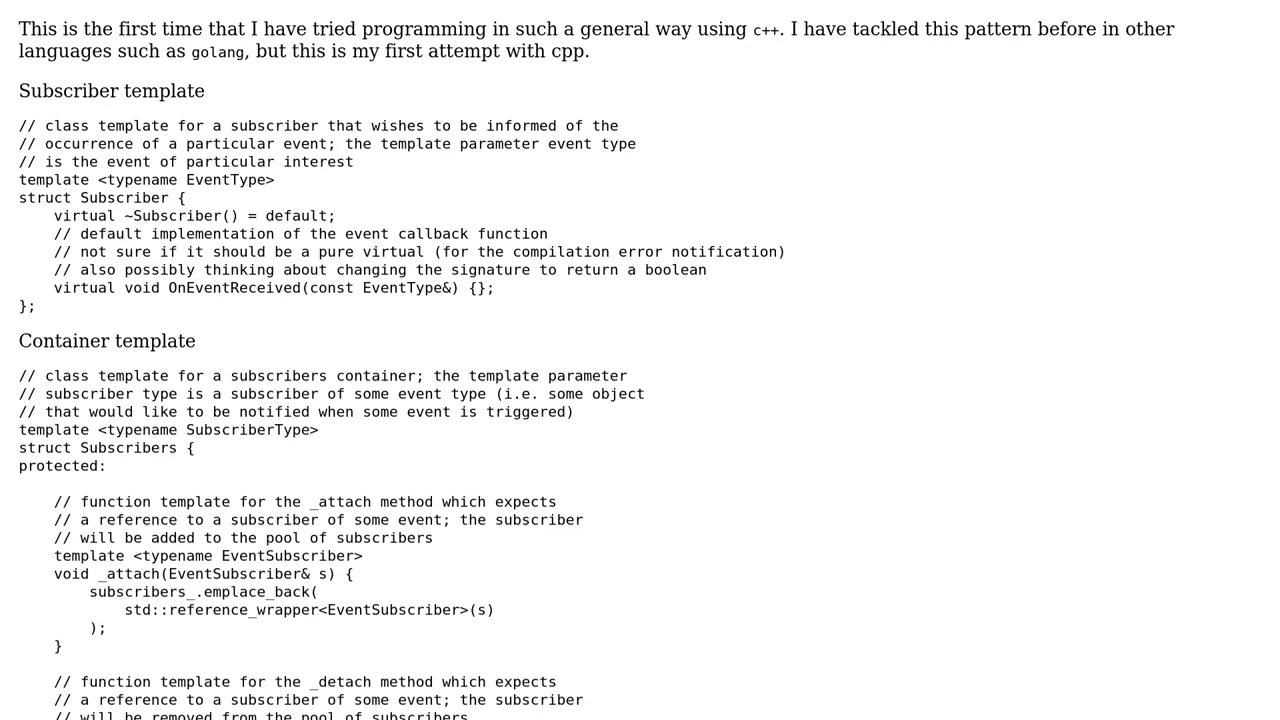 This is the first time that I have tried programming in such a general way using c++. I have tackled this pattern before in other
languages such as golang, but this is my first attempt with cpp.
Subscriber template
// class template for a subscriber that wishes to be informed of the
// occurrence of a particular event; the template parameter event type
// is the event of particular interest
template <typename EventType>
struct Subscriber {
    virtual ~Subscriber() = default;
    // default implementation of the event callback function
    // not sure if it should be a pure virtual (for the compilation error notification)
    // also possibly thinking about changing the signature to return a boolean
    virtual void OnEventReceived(const EventType&) {};
};
Container template
// class template for a subscribers container; the template parameter
// subscriber type is a subscriber of some event type (i.e. some object
// that would like to be notified when some event is triggered)
template <typename SubscriberType>
struct Subscribers {
protected:
    // function template for the _attach method which expects
    // a reference to a subscriber of some event; the subscriber
    // will be added to the pool of subscribers
    template <typename EventSubscriber>
    void _attach(EventSubscriber& s) {
        subscribers_.emplace_back(
            std::reference_wrapper<EventSubscriber>(s)
        );
    }
    // function template for the _detach method which expects
    // a reference to a subscriber of some event; the subscriber
    // will be removed from the pool of subscribers